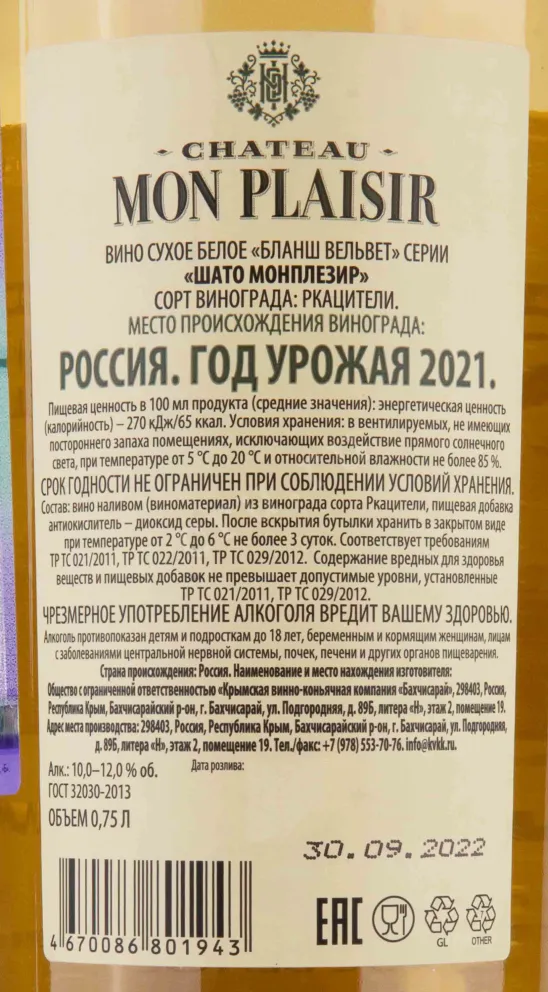 CHATEAU
MON PLAISIR
ВИНО СУХОЕ БЕЛОЕ «БЛАНШ ВЕЛЬВЕТ» СЕРИИ
«ШАТО МОНПЛЕЗИР»
СОРТ ВИНОГРАДА: РКАЦИТЕЛИ.
МЕСТО ПРОИСХОЖДЕНИЯ ВИНОГРАДА:
РОССИЯ. ГОД УРОЖАЯ 2021.
Пищевая ценность в 100 мл продукта (средние значения): энергетическая ценность
(калорийность) – 270 кДж/65 ккал. Условия хранения: в вентилируемых, не имеющих
постороннего запаха помещениях, исключающих воздействие прямого солнечного
света, при температуре от 5 °С до 20 °С и относительной влажности не более 85 %.
СРОК ГОДНОСТИ НЕ ОГРАНИЧЕН ПРИ СОБЛЮДЕНИИ УСЛОВИЙ ХРАНЕНИЯ.
Состав: вино наливом (виноматериал) из винограда сорта Ркацители, пищевая добавка
антиокислитель – диоксид серы. После вскрытия бутылки хранить в закрытом виде
при температуре от 2 °С до 6 °С не более 3 суток. Соответствует требованиям
ТР ТС 021/2011, ТР ТС 022/2011, ТР ТС 029/2012. Содержание вредных для здоровья
веществ и пищевых добавок не превышает допустимые уровни, установленные
ТР ТС 021/2011, ТР ТС 029/2012.
ЧРЕЗМЕРНОЕ УПОТРЕБЛЕНИЕ АЛКОГОЛЯ ВРЕДИТ ВАШЕМУ ЗДОРОВЬЮ.
Алкоголь противопоказан детям и подросткам до 18 лет, беременным и кормящим женщинам, лицам
с заболеваниями центральной нервной системы, почек, печени и других органов пищеварения.
Страна происхождения: Россия. Наименование и место нахождения изготовителя:
Общество с ограниченной ответственностью «Крымская винно-коньячная компания «Бахчисарай», 298403, Россия,
Республика Крым, Бахчисарайский р-он, г. Бахчисарай, ул. Подгородняя, д. 89Б, литера «Н», этаж 2, помещение 19.
Адрес места производства: 298403, Россия, Республика Крым, Бахчисарайский р-он, г. Бахчисарай, ул. Подгородняя,
д. 89Б, литера «Н», этаж 2, помещение 19. Тел./факс: +7 (978) 553-70-76. info@kvkk.ru.
Алк.: 10,0–12,0 % об. Дата розлива:
ГОСТ 32030-2013
ОБЪЕМ 0,75 Л
30.09.2022
4 670086 801943
EAC
GL
OTHER